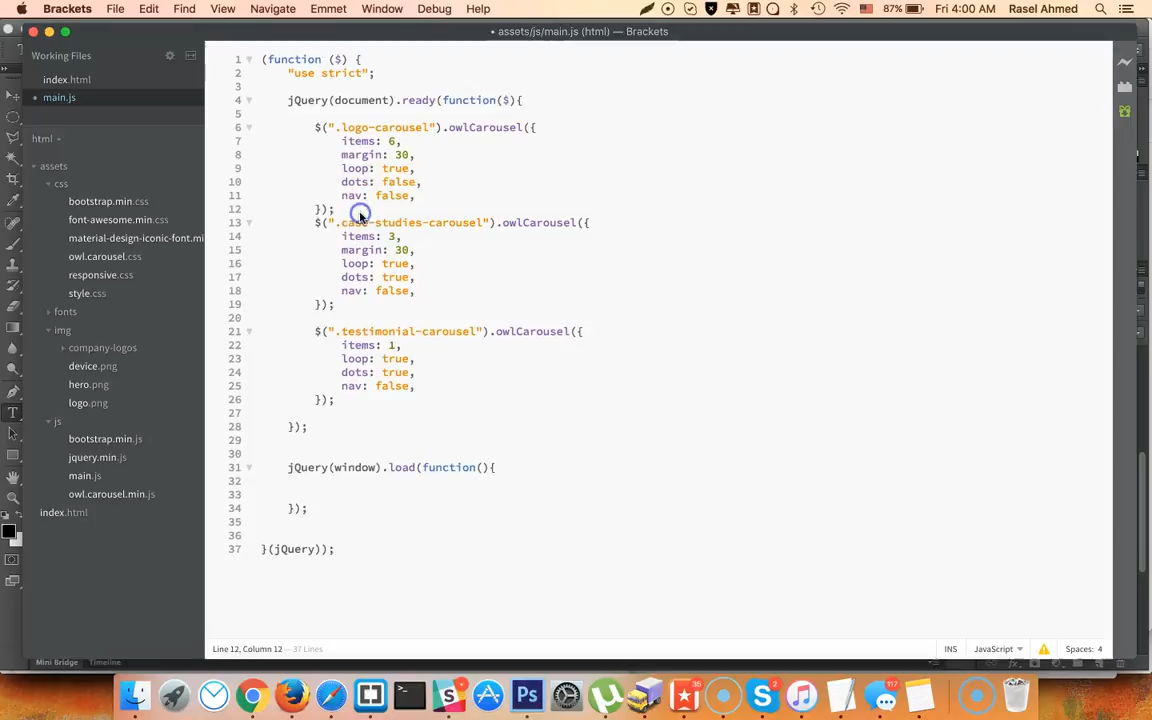 Brackets File Edit Find View Navigate Emmet Window Debug Help 87% Fri 4:00 AM Rasel Ahmed
• assets/js/main.js (html) — Brackets
Working Files
index.html
• main.js
html
assets
css
bootstrap.min.css
font-awesome.min.css
material-design-iconic-font.mi
owl.carousel.css
responsive.css
style.css
fonts
img
company-logos
device.png
hero.png
logo.png
js
bootstrap.min.js
jquery.min.js
main.js
owl.carousel.min.js
index.html
1 (function ($) {
2 "use strict";
3
4 jQuery(document).ready(function($){
5
6 $(".logo-carousel").owlCarousel({
7 items: 6,
8 margin: 30,
9 loop: true,
10 dots: false,
11 nav: false,
12 });
13 $(".case-studies-carousel").owlCarousel({
14 items: 3,
15 margin: 30,
16 loop: true,
17 dots: true,
18 nav: false,
19 });
20
21 $(".testimonial-carousel").owlCarousel({
22 items: 1,
23 loop: true,
24 dots: true,
25 nav: false,
26 });
27
28 });
29
30
31 jQuery(window).load(function(){
32
33
34 });
35
36
37 }(jQuery));
Line 12, Column 12 — 37 Lines
INS JavaScript Spaces: 4
Mini Bridge Timeline